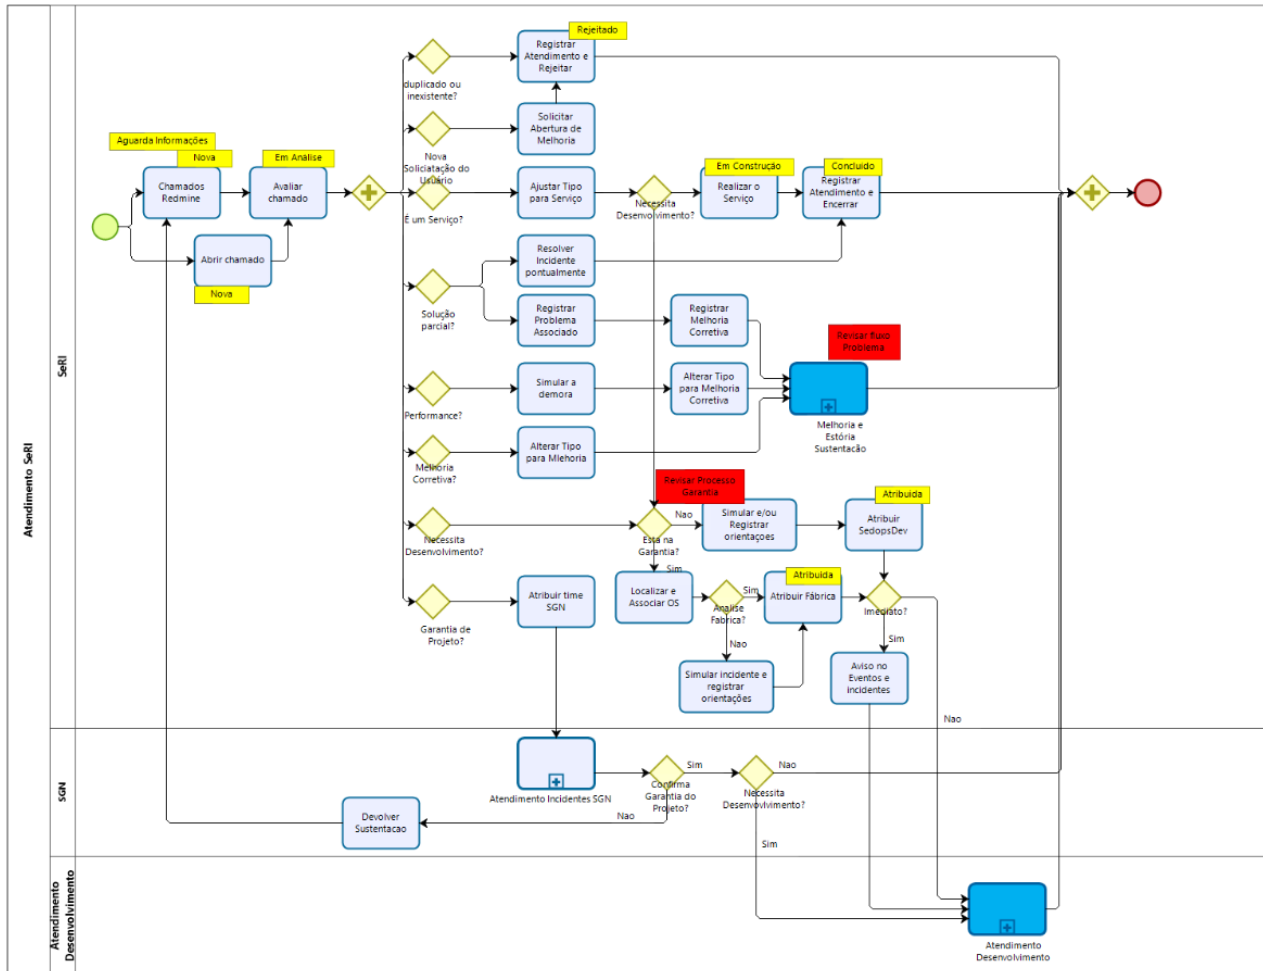 Atendimento SeRI
SeRI
Aguarda Informações
Nova
Chamados
Redmine
Em Análise
Avaliar
chamado
Abrir chamado
Nova
duplicado ou
inexistente?
Rejeitado
Registrar
Atendimento e
Rejeitar
Nova
Soliciatação do
Usuário
Solicitar
Abertura de
Melhoria
É um Serviço?
Ajustar Tipo
para Serviço
Necessita
Desenvolvimento?
Em Construção
Realizar o
Serviço
Concluido
Registrar
Atendimento e
Encerrar
Solução
parcial?
Resolver
Incidente
pontualmente
Registrar
Problema
Associado
Registrar
Melhoria
Corretiva
Revisar fluxo
Problema
Performance?
Simular a
demora
Alterar Tipo
para Melhoria
Corretiva
Melhoria e
Estória
Sustentacão
Melhoria
Corretiva?
Alterar Tipo
para Mlehoria
Revisar Processo
Garantia
Necessita
Desenvolvimento?
Está na
Garantia?
Nao
Simular e/ou
Registrar
orientaçoes
Atribuida
Atribuir
SedopsDev
Sim
Garantia de
Projeto?
Atribuir time
SGN
Localizar e
Associar OS
Análise
Fabrica?
Sim
Atribuida
Atribuir Fábrica
Imediato?
Nao
Sim
Simular incidente e
registrar
orientações
Aviso no
Eventos e
incidentes
Nao
SGN
Atendimento Incidentes SGN
Confirma
Garantia do
Projeto?
Sim
Necessita
Desenvovlvimento?
Nao
Nao
Devolver
Sustentacao
Sim
Atendimento
Desenvolvimento
Atendimento
Desenvolvimento